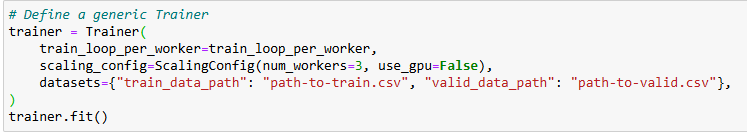 # Define a generic Trainer
trainer = Trainer(
    train_loop_per_worker=train_loop_per_worker,
    scaling_config=ScalingConfig(num_workers=3, use_gpu=False),
    datasets={"train_data_path": "path-to-train.csv", "valid_data_path": "path-to-valid.csv"},
)
trainer.fit()